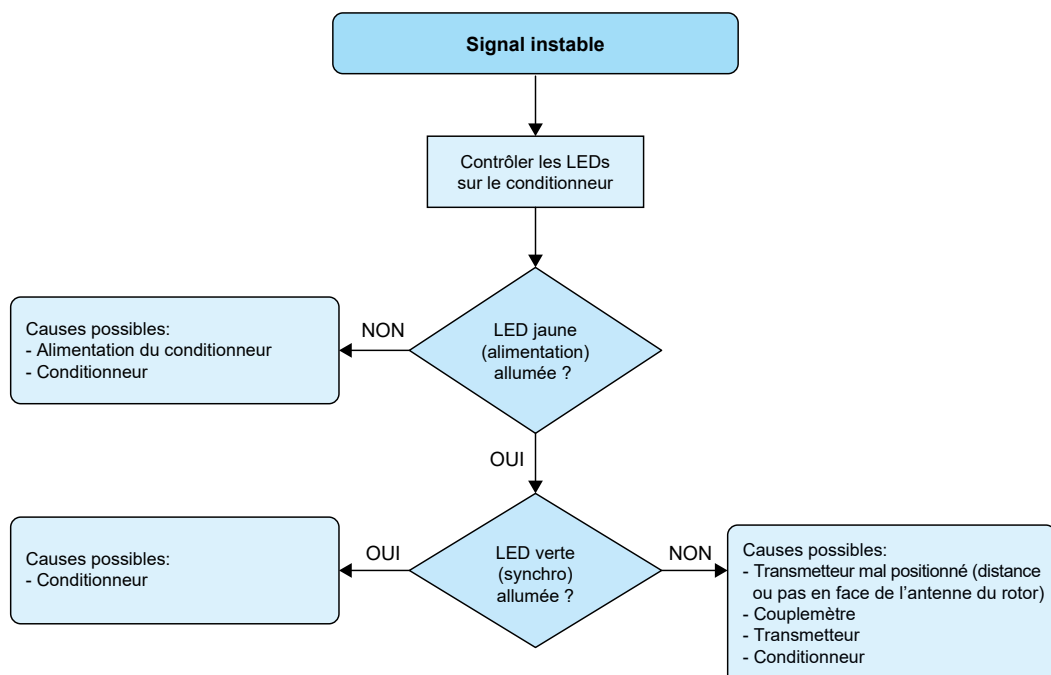 Signal instable
Contrôler les LEDs
sur le conditionneur
LED jaune
(alimentation)
allumée ?
NON
Causes possibles:
- Alimentation du conditionneur
- Conditionneur
OUI
LED verte
(synchro)
allumée ?
OUI
Causes possibles:
- Conditionneur
NON
Causes possibles:
- Transmetteur mal positionné (distance
ou pas en face de l’antenne du rotor)
- Couplemètre
- Transmetteur
- Conditionneur